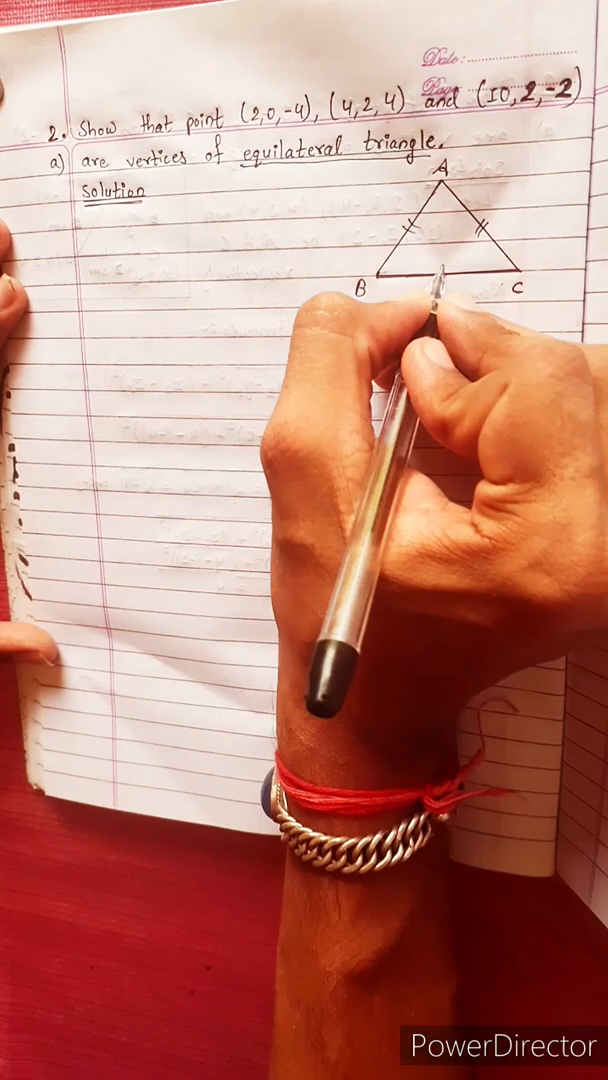 Date:
Page
2. Show that point (2,0,-4), (4,2,4) and (10,2,-2)
a) are vertices of equilateral triangle.
Solution
A
B C
PowerDirector